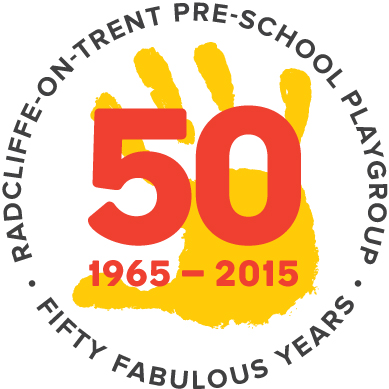 RADCLIFFE-ON-TRENT PRE-SCHOOL PLAYGROUP
50
1965 – 2015
• FIFTY FABULOUS YEARS •